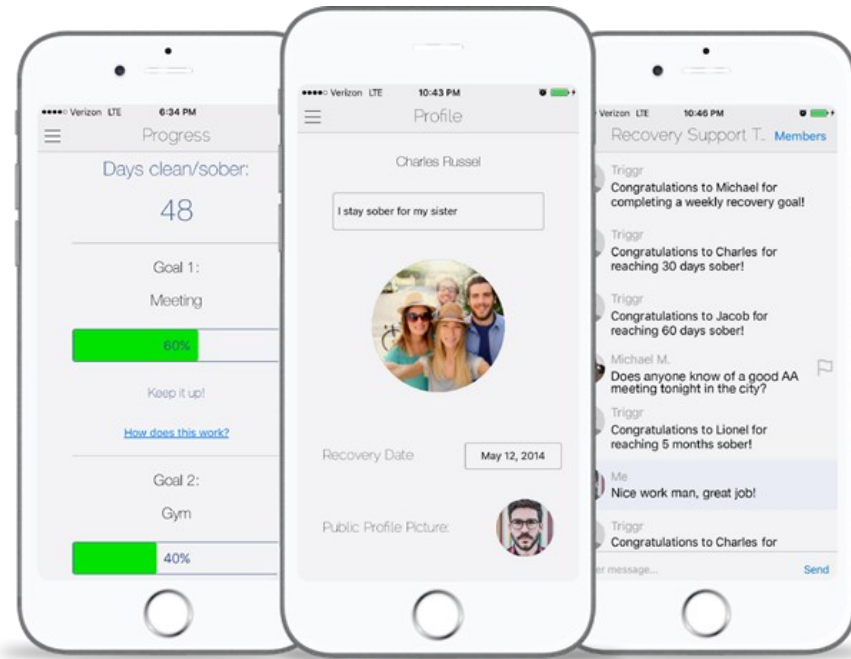 Verizon LTE
6:34 PM
Progress
Days clean/sober:
48
Goal 1:
Meeting
60%
Keep it up!
How does this work?
Goal 2:
Gym
40%
Verizon LTE
10:43 PM
Profile
Charles Russel
I stay sober for my sister
Recovery Date
May 12, 2014
Public Profile Picture:
Verizon LTE
10:46 PM
Recovery Support T..
Members
Triggr
Congratulations to Michael for
completing a weekly recovery goal!
Triggr
Congratulations to Charles for
reaching 30 days sober!
Triggr
Congratulations to Jacob for
reaching 60 days sober!
Michael M.
Does anyone know of a good AA
meeting tonight in the city?
Triggr
Congratulations to Lionel for
reaching 5 months sober!
Me
Nice work man, great job!
Triggr
Congratulations to Charles for
message...
Send